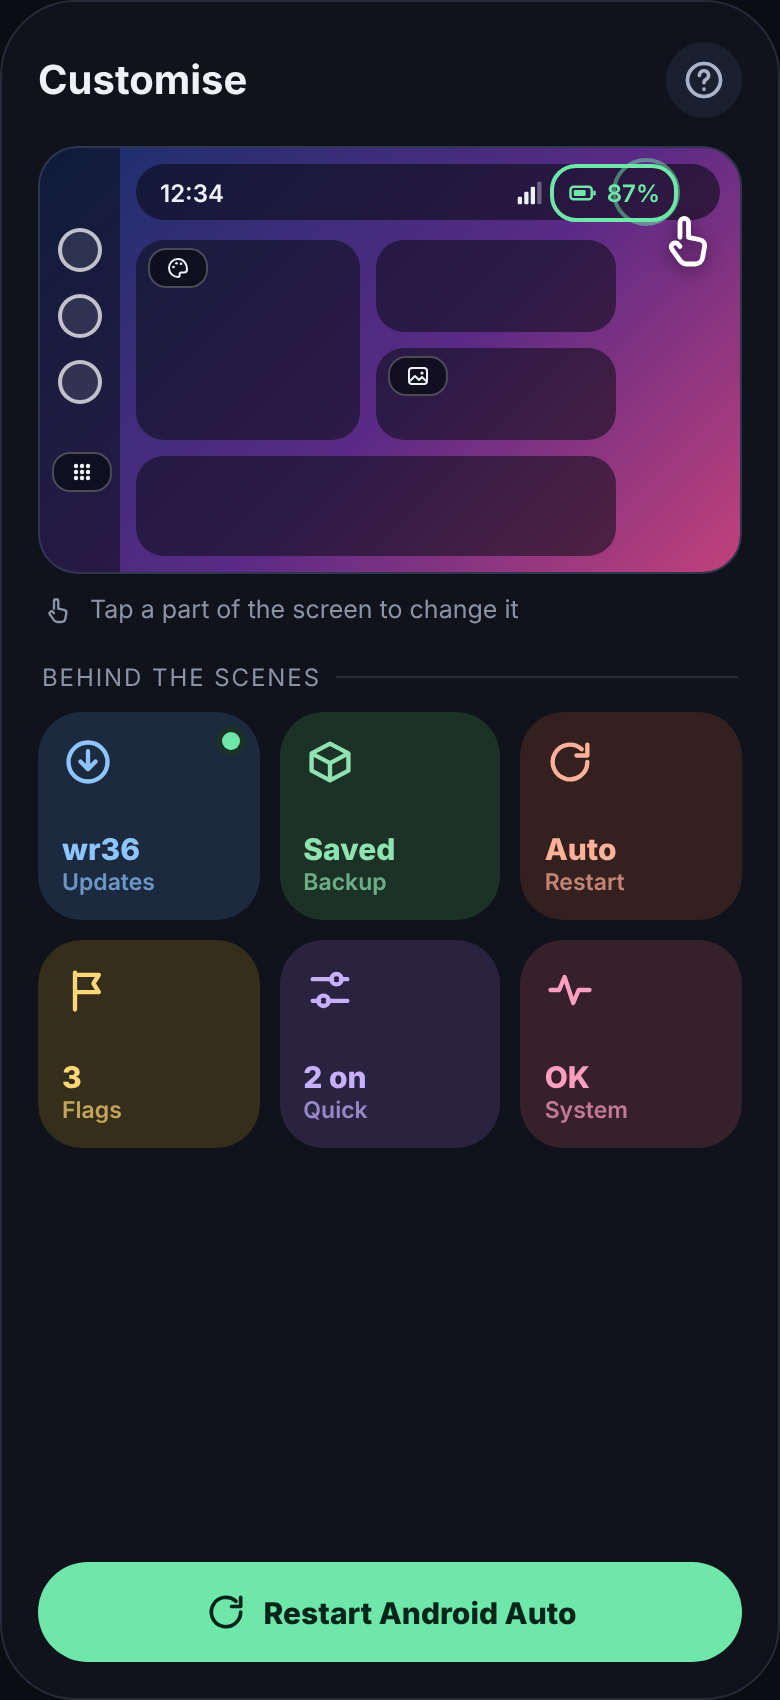 Customise
12:34
87%
Tap a part of the screen to change it
BEHIND THE SCENES
wr36
Updates
Saved
Backup
Auto
Restart
3
Flags
2 on
Quick
OK
System
Restart Android Auto